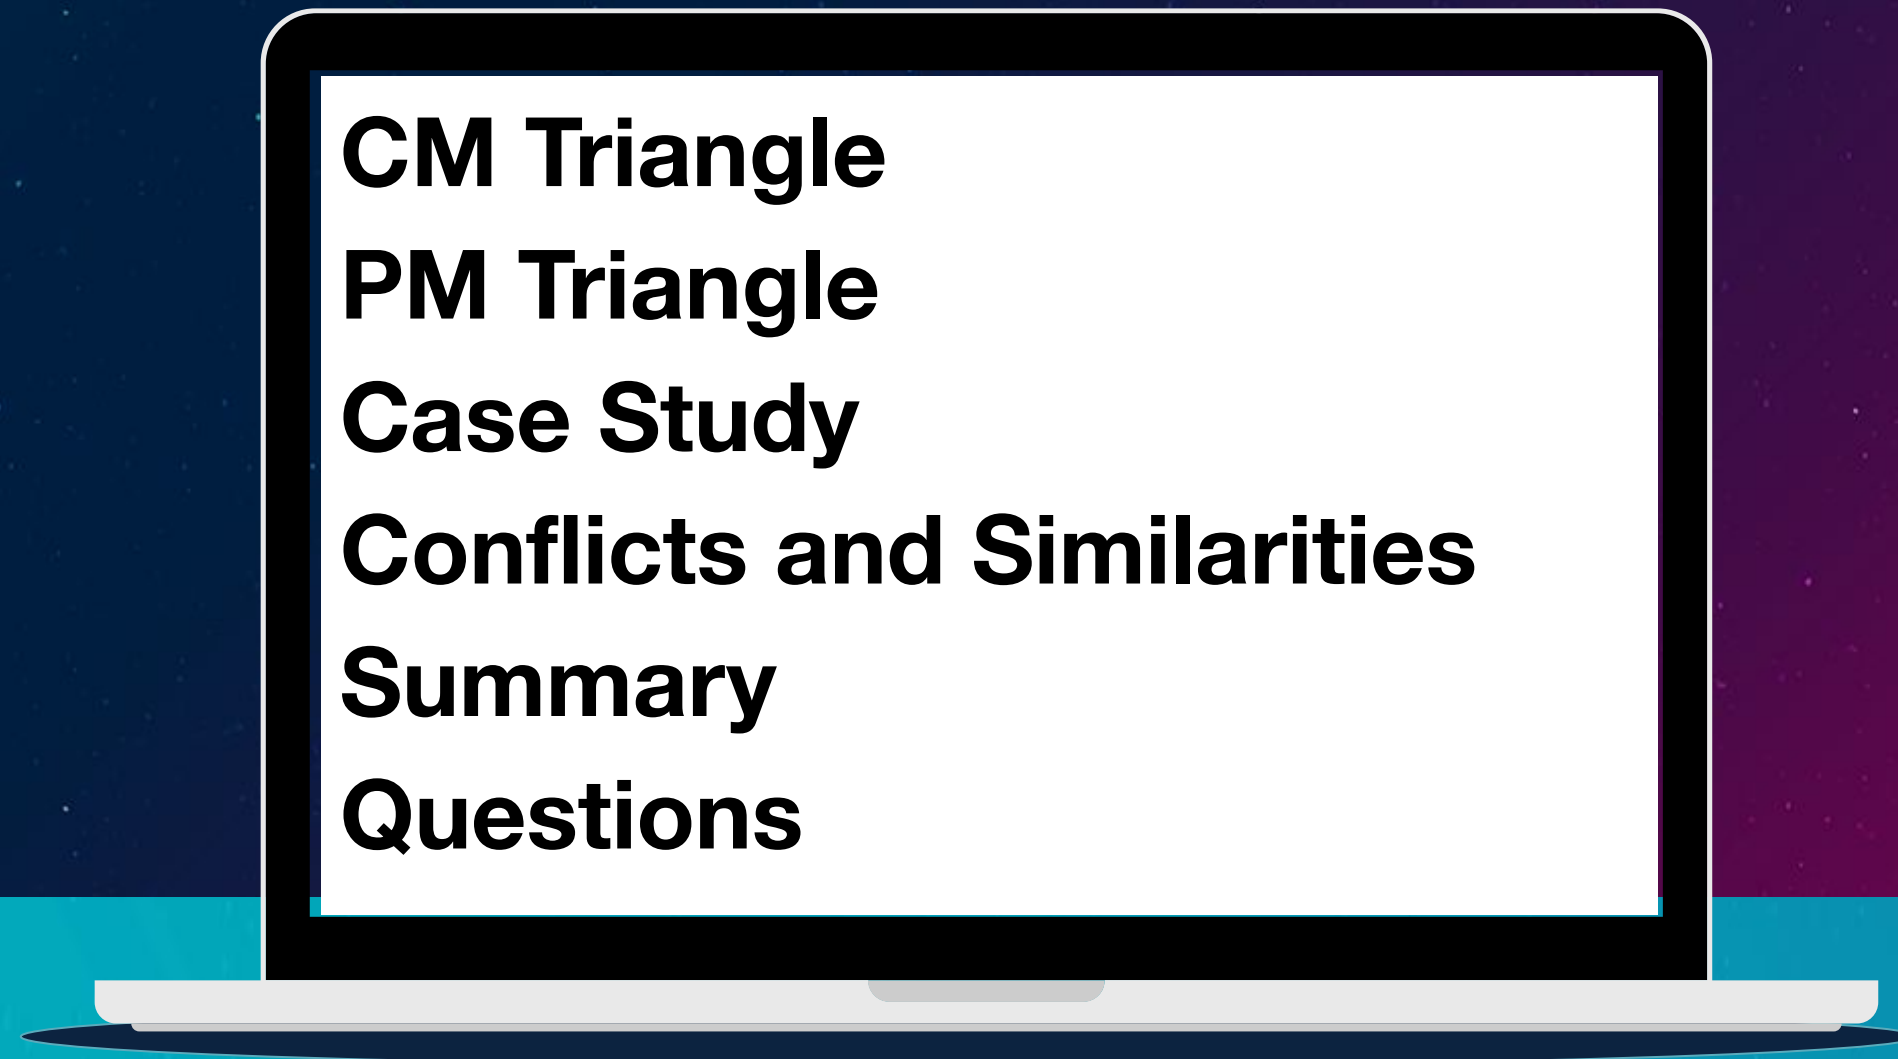 CM Triangle
PM Triangle
Case Study
Conflicts and Similarities
Summary
Questions